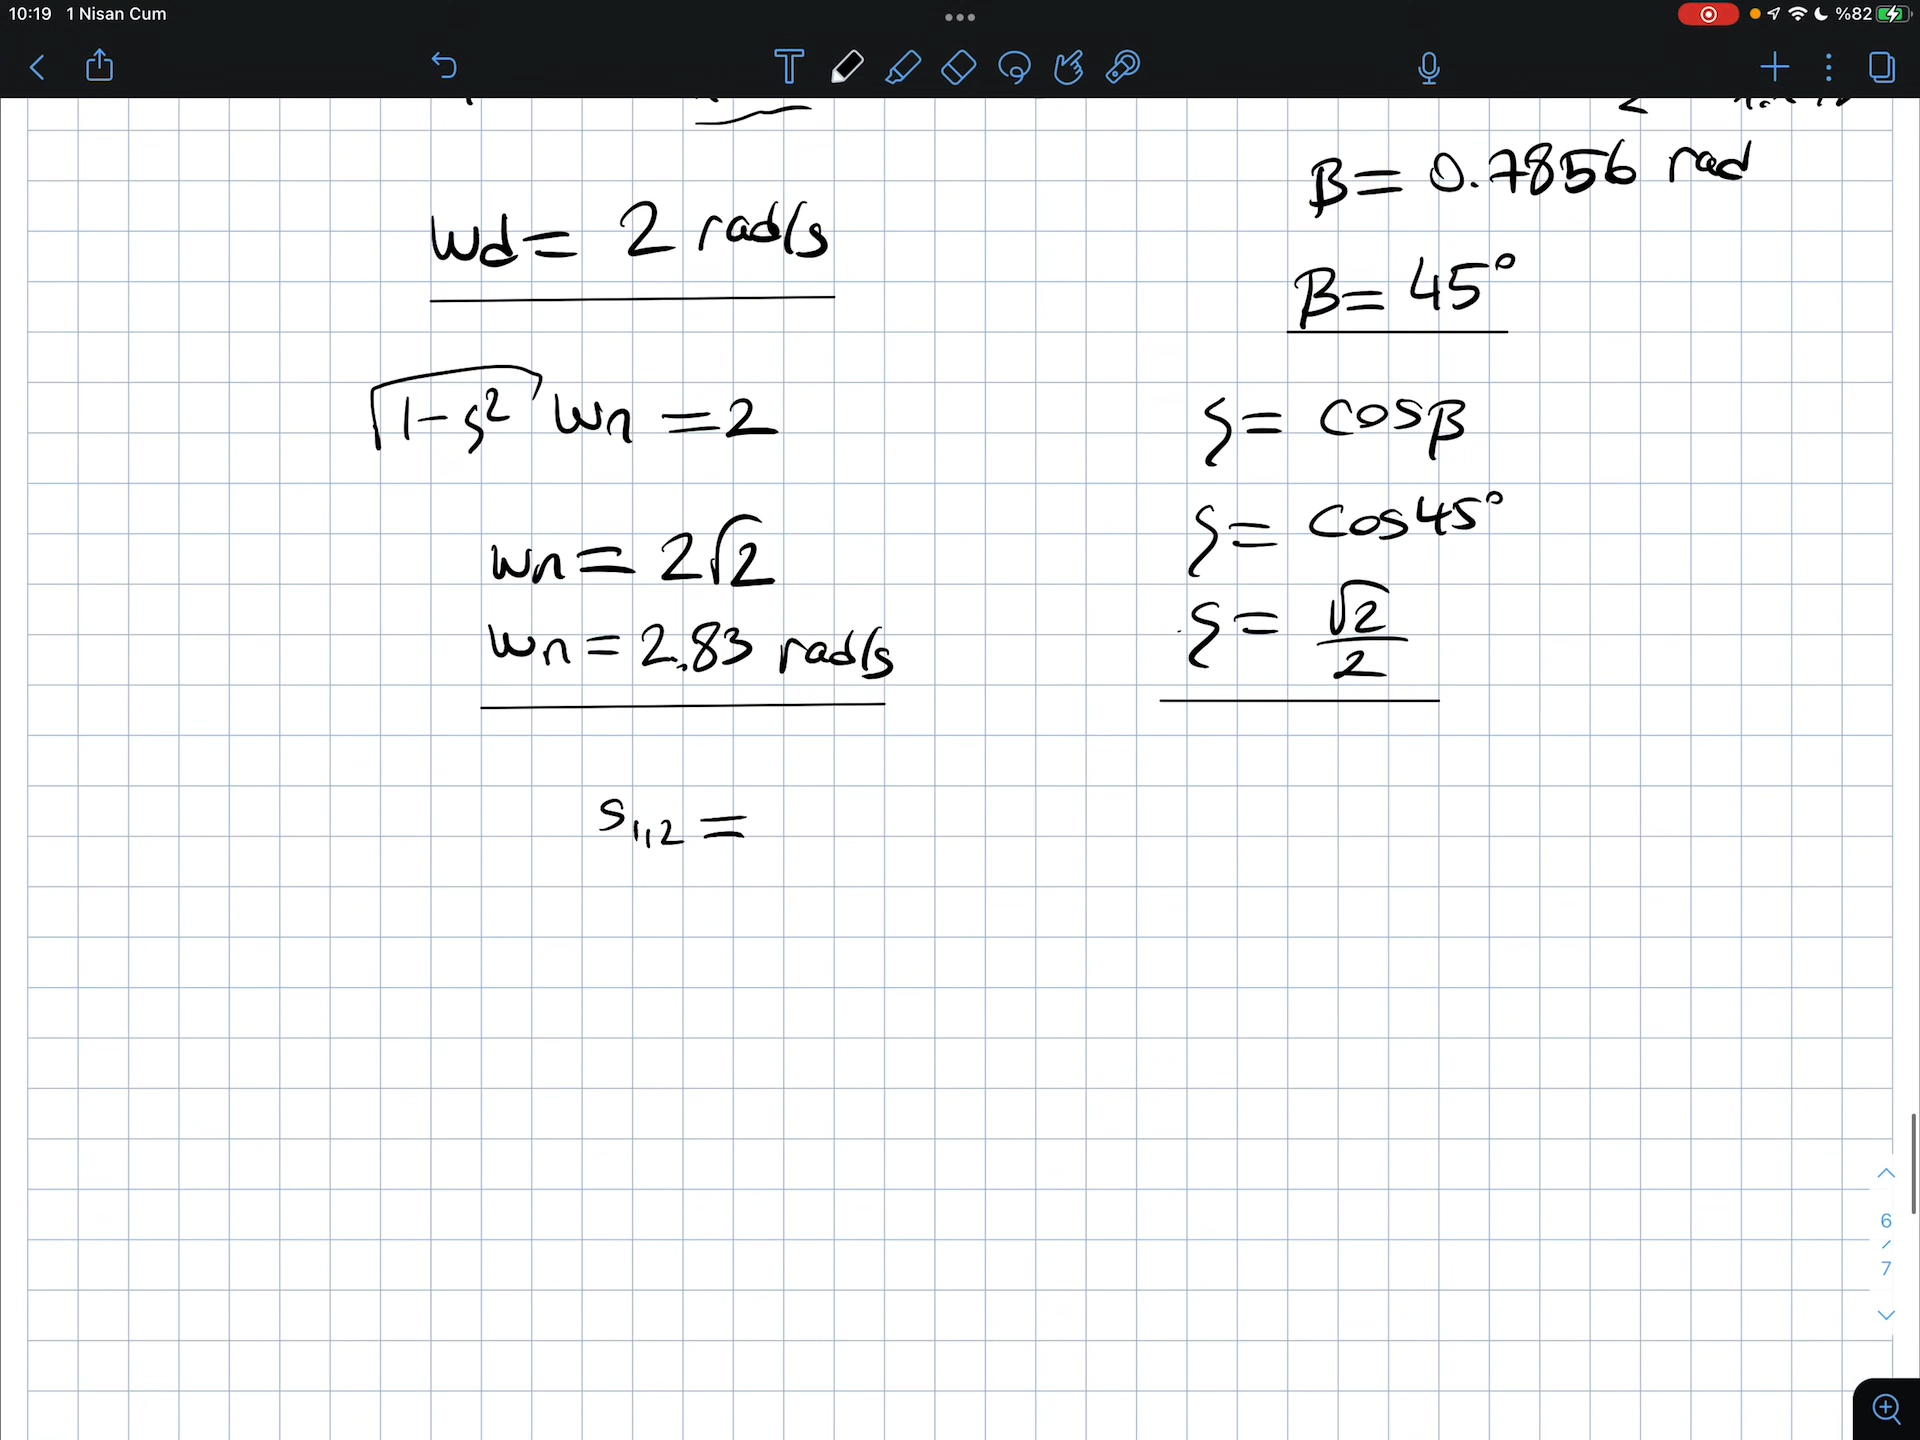 10:19 1 Nisan Cum
%82
T
β = 0.7856 rad
wd = 2 rad/s
β = 45°
√1-ζ² wn = 2
ζ = cosβ
ζ = cos45°
wn = 2√2
ζ = √2/2
wn = 2.83 rad/s
s1,2 =
6
/
7